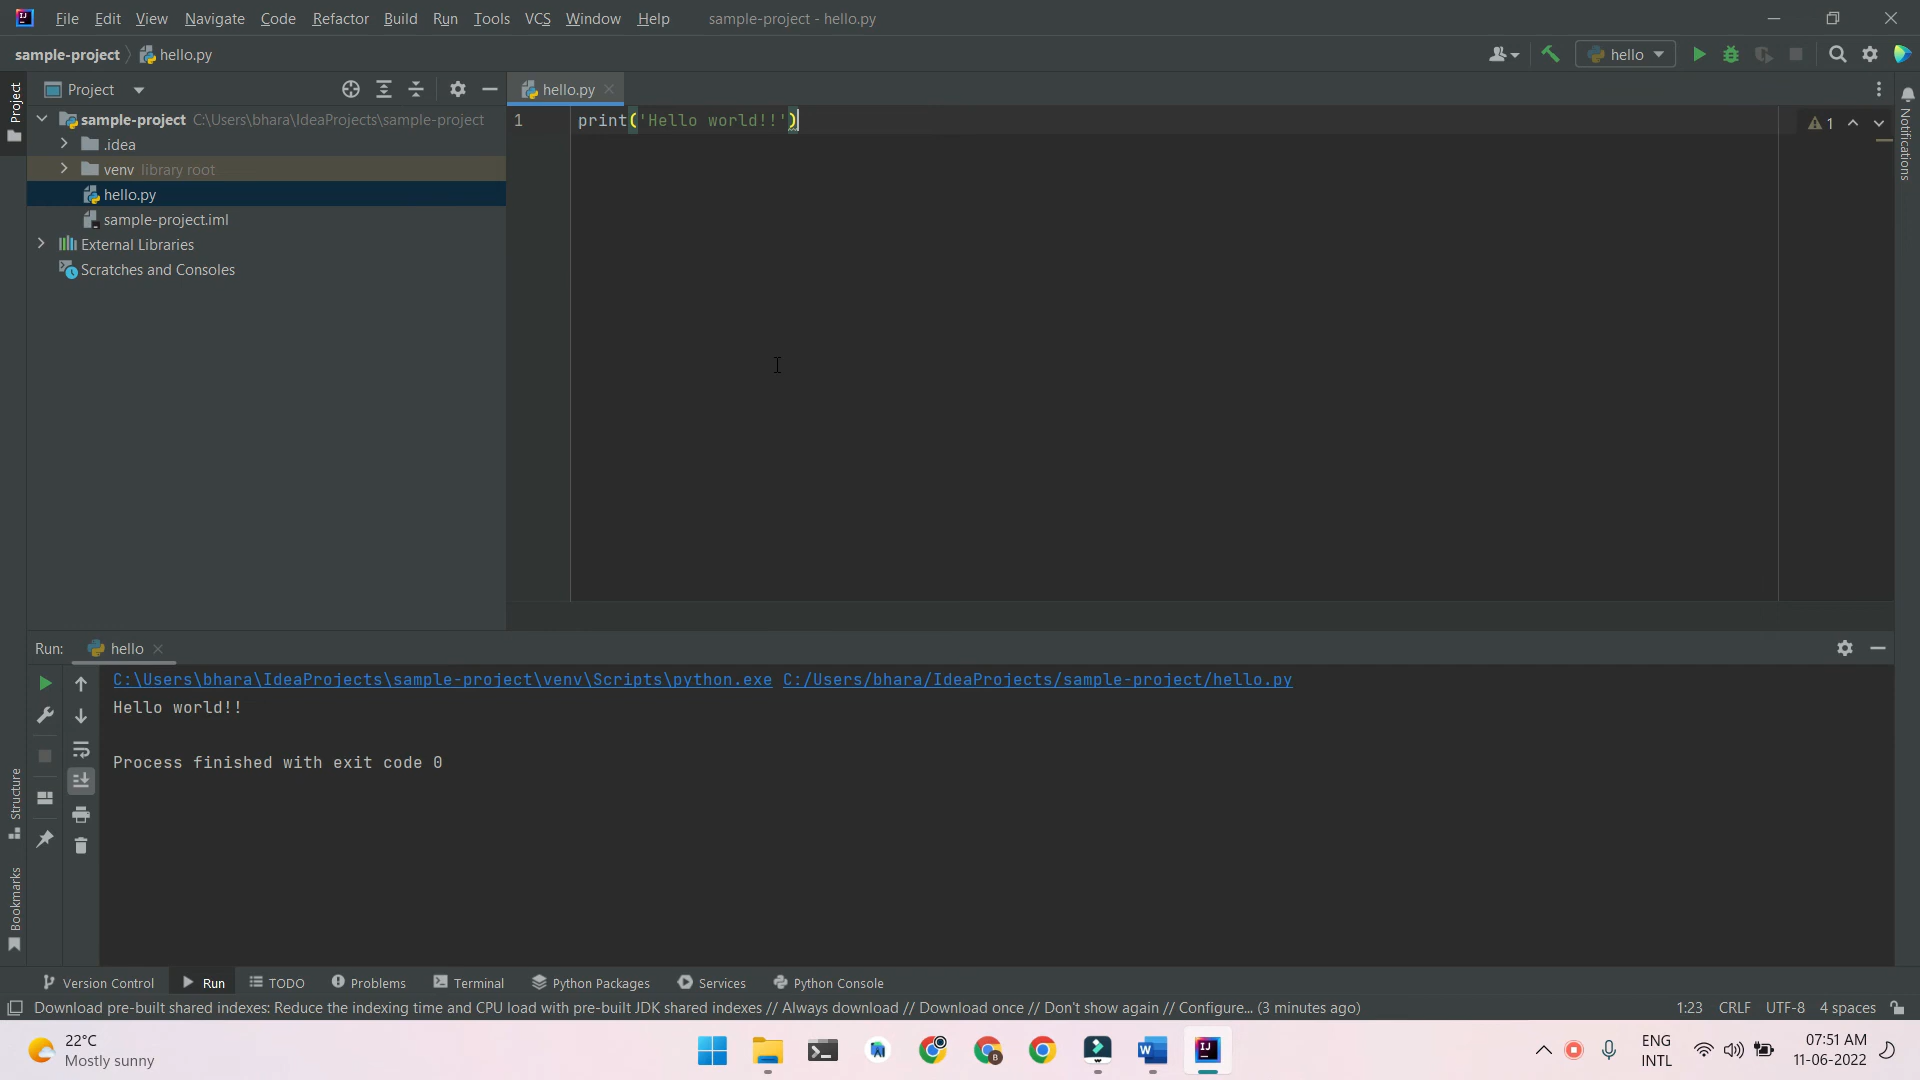 File Edit View Navigate Code Refactor Build Run Tools VCS Window Help sample-project - hello.py
sample-project hello.py
hello
Project
Project
sample-project C:\Users\bhara\IdeaProjects\sample-project
.idea
venv library root
hello.py
sample-project.iml
External Libraries
Scratches and Consoles
hello.py
1 print('Hello world!!')
1
Notifications
Run: hello
C:\Users\bhara\IdeaProjects\sample-project\venv\Scripts\python.exe C:/Users/bhara/IdeaProjects/sample-project/hello.py
Hello world!!
Process finished with exit code 0
Structure
Bookmarks
Version Control Run TODO Problems Terminal Python Packages Services Python Console
Download pre-built shared indexes: Reduce the indexing time and CPU load with pre-built JDK shared indexes // Always download // Download once // Don't show again // Configure... (3 minutes ago) 1:23 CRLF UTF-8 4 spaces
22°C
Mostly sunny
ENG
INTL
07:51 AM
11-06-2022